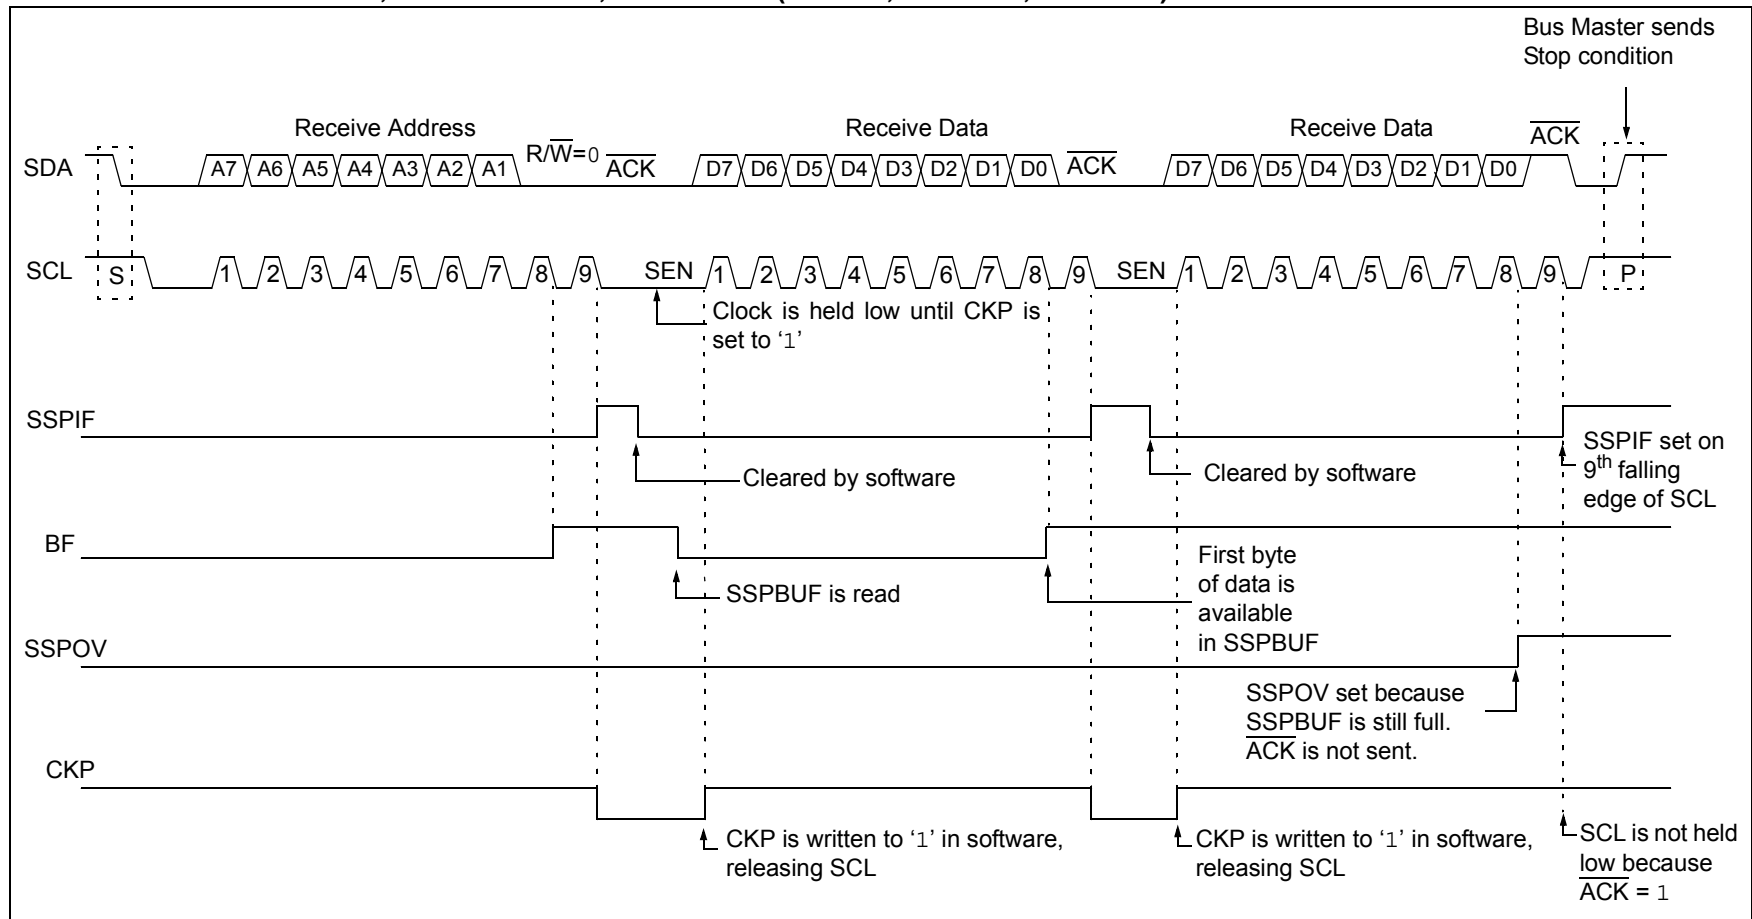 Bus Master sends
Stop condition
Receive Address
Receive Data
Receive Data
ACK
SDA
A7 A6 A5 A4 A3 A2 A1
R/W=0
ACK
D7 D6 D5 D4 D3 D2 D1 D0
ACK
D7 D6 D5 D4 D3 D2 D1 D0
SCL
S
1 2 3 4 5 6 7 8 9
SEN
1 2 3 4 5 6 7 8 9
SEN
1 2 3 4 5 6 7 8 9
P
Clock is held low until CKP is
set to ‘1’
SSPIF
Cleared by software
Cleared by software
SSPIF set on
9th falling
edge of SCL
BF
SSPBUF is read
First byte
of data is
available
in SSPBUF
SSPOV
SSPOV set because
SSPBUF is still full.
ACK is not sent.
CKP
CKP is written to ‘1’ in software,
releasing SCL
CKP is written to ‘1’ in software,
releasing SCL
SCL is not held
low because
ACK = 1